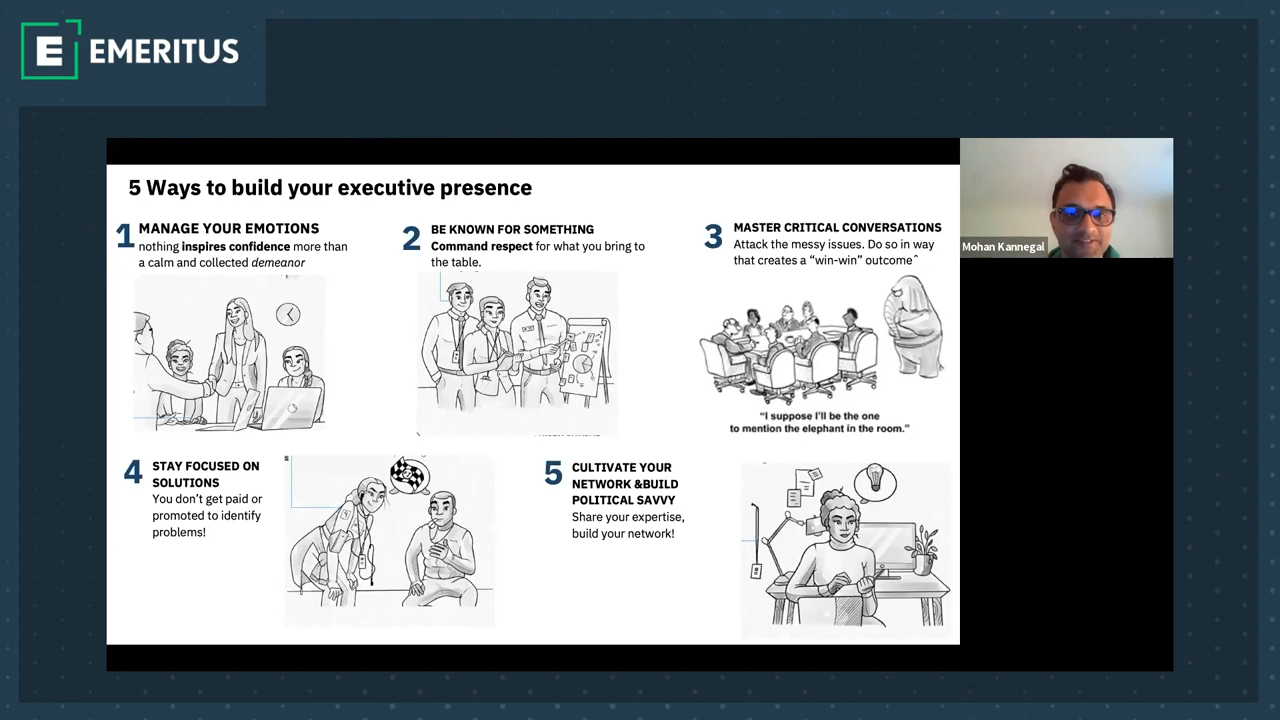 E EMERITUS
5 Ways to build your executive presence
1
MANAGE YOUR EMOTIONS
nothing inspires confidence more than
a calm and collected demeanor
2
BE KNOWN FOR SOMETHING
Command respect for what you bring to
the table.
3
MASTER CRITICAL CONVERSATIONS
Attack the messy issues. Do so in way
that creates a “win-win” outcome^
Mohan Kannegal
“I suppose I’ll be the one
to mention the elephant in the room.”
4
STAY FOCUSED ON
SOLUTIONS
You don’t get paid or
promoted to identify
problems!
5
CULTIVATE YOUR
NETWORK &BUILD
POLITICAL SAVVY
Share your expertise,
build your network!